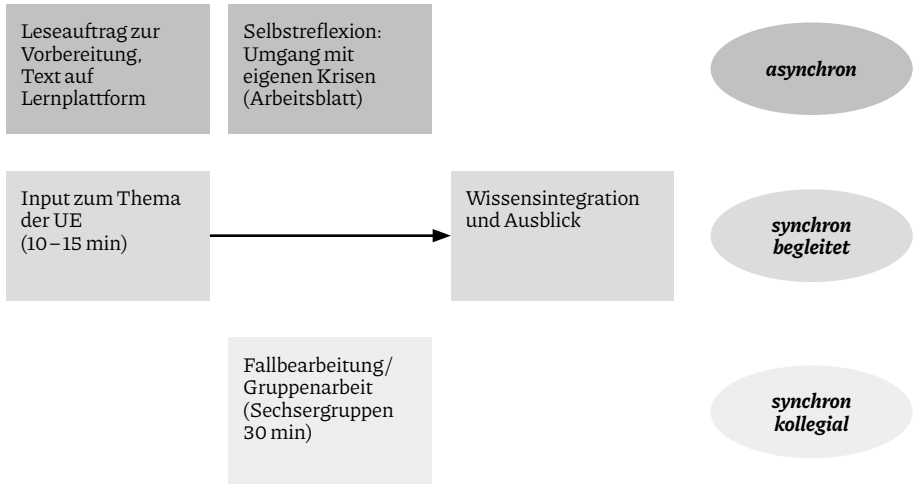 Leseauftrag zur
Vorbereitung,
Text auf
Lernplattform
Selbstreflexion:
Umgang mit
eigenen Krisen
(Arbeitsblatt)
asynchron
Input zum Thema
der UE
(10–15 min)
Wissensintegration
und Ausblick
synchron
begleitet
Fallbearbeitung/
Gruppenarbeit
(Sechsergruppen
30 min)
synchron
kollegial